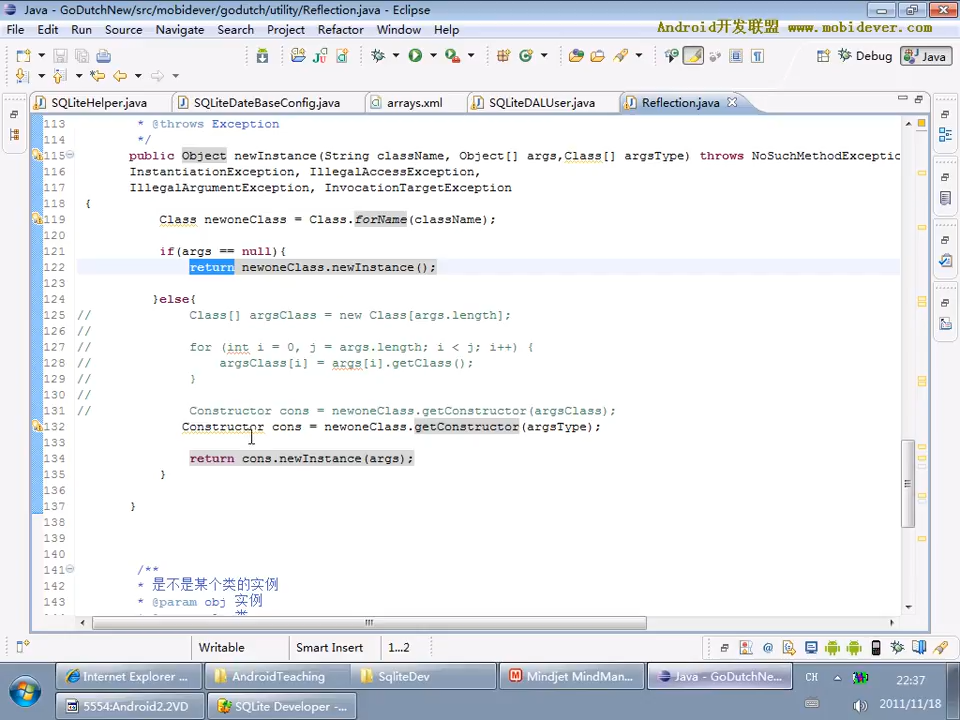 Java - GoDutchNew/src/mobidever/godutch/utility/Reflection.java - Eclipse
File Edit Run Source Navigate Search Project Refactor Window Help
Android开发联盟 www.mobidever.com
Debug Java
SQLiteHelper.java SQLiteDateBaseConfig.java arrays.xml SQLiteDALUser.java Reflection.java
113 * @throws Exception
114 */
115 public Object newInstance(String className, Object[] args,Class[] argsType) throws NoSuchMethodExceptio
116 InstantiationException, IllegalAccessException,
117 IllegalArgumentException, InvocationTargetException
118 {
119 Class newoneClass = Class.forName(className);
120
121 if(args == null){
122 return newoneClass.newInstance();
123
124 }else{
125 // Class[] argsClass = new Class[args.length];
126 //
127 // for (int i = 0, j = args.length; i < j; i++) {
128 // argsClass[i] = args[i].getClass();
129 // }
130 //
131 // Constructor cons = newoneClass.getConstructor(argsClass);
132 Constructor cons = newoneClass.getConstructor(argsType);
133
134 return cons.newInstance(args);
135 }
136
137 }
138
139
140
141 /**
142 * 是不是某个类的实例
143 * @param obj 实例
Writable Smart Insert 1...2
Internet Explorer ... AndroidTeaching SqliteDev Mindjet MindMan... Java - GoDutchNe... CH 22:37
5554:Android2.2VD SQLite Developer - ... 2011/11/18